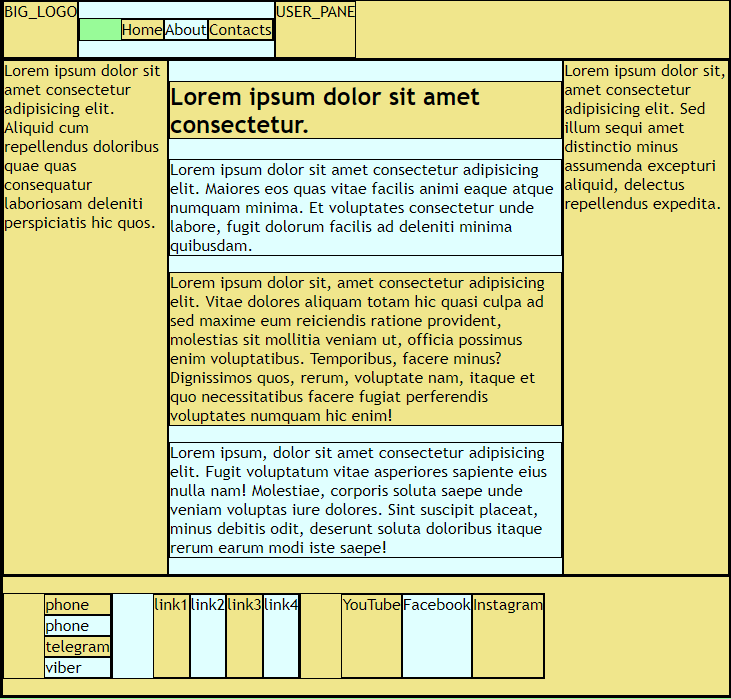 BIG_LOGO
Home About Contacts
USER_PANE
Lorem ipsum dolor sit
amet consectetur
adipisicing elit.
Aliquid cum
repellendus doloribus
quae quas
consequatur
laboriosam deleniti
perspiciatis hic quos.
Lorem ipsum dolor sit amet
consectetur.
Lorem ipsum dolor sit amet consectetur adipisicing
elit. Maiores eos quas vitae facilis animi eaque atque
numquam minima. Et voluptates consectetur unde
labore, fugit dolorum facilis ad deleniti minima
quibusdam.
Lorem ipsum dolor sit, amet consectetur adipisicing
elit. Vitae dolores aliquam totam hic quasi culpa ad
sed maxime eum reiciendis ratione provident,
molestias sit mollitia veniam ut, officia possimus
enim voluptatibus. Temporibus, facere minus?
Dignissimos quos, rerum, voluptate nam, itaque et
quo necessitatibus facere fugiat perferendis
voluptates numquam hic enim!
Lorem ipsum, dolor sit amet consectetur adipisicing
elit. Fugit voluptatum vitae asperiores sapiente eius
nulla nam! Molestiae, corporis soluta saepe unde
veniam voluptas iure dolores. Sint suscipit placeat,
minus debitis odit, deserunt soluta doloribus itaque
rerum earum modi iste saepe!
Lorem ipsum dolor sit,
amet consectetur
adipisicing elit. Sed
illum sequi amet
distinctio minus
assumenda excepturi
aliquid, delectus
repellendus expedita.
phone
phone
telegram
viber
link1 link2 link3 link4
YouTube Facebook Instagram